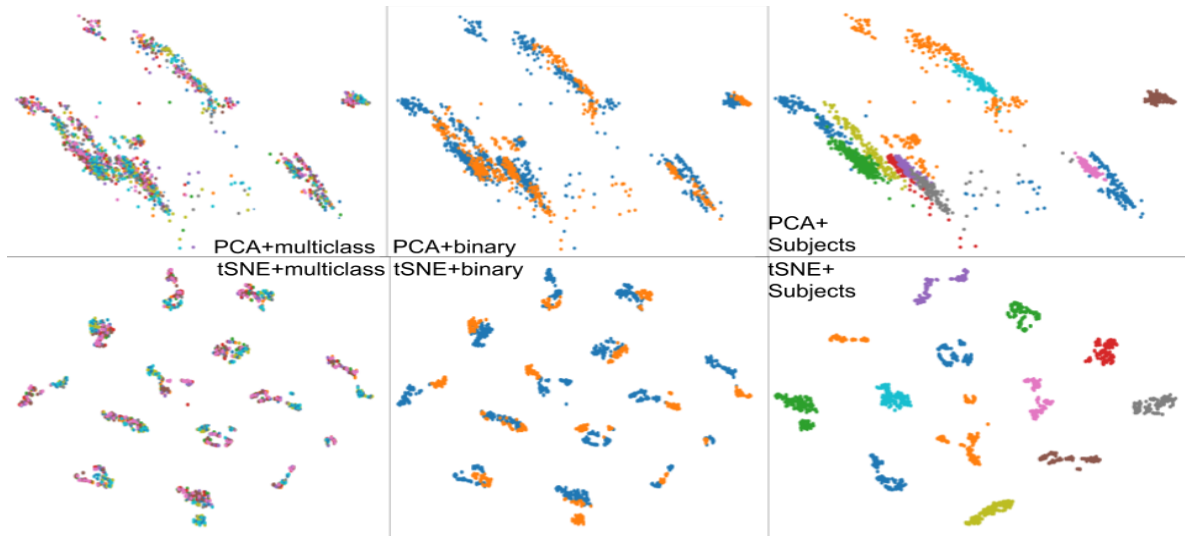 PCA+multiclass
PCA+binary
PCA+
Subjects
tSNE+multiclass
tSNE+binary
tSNE+
Subjects